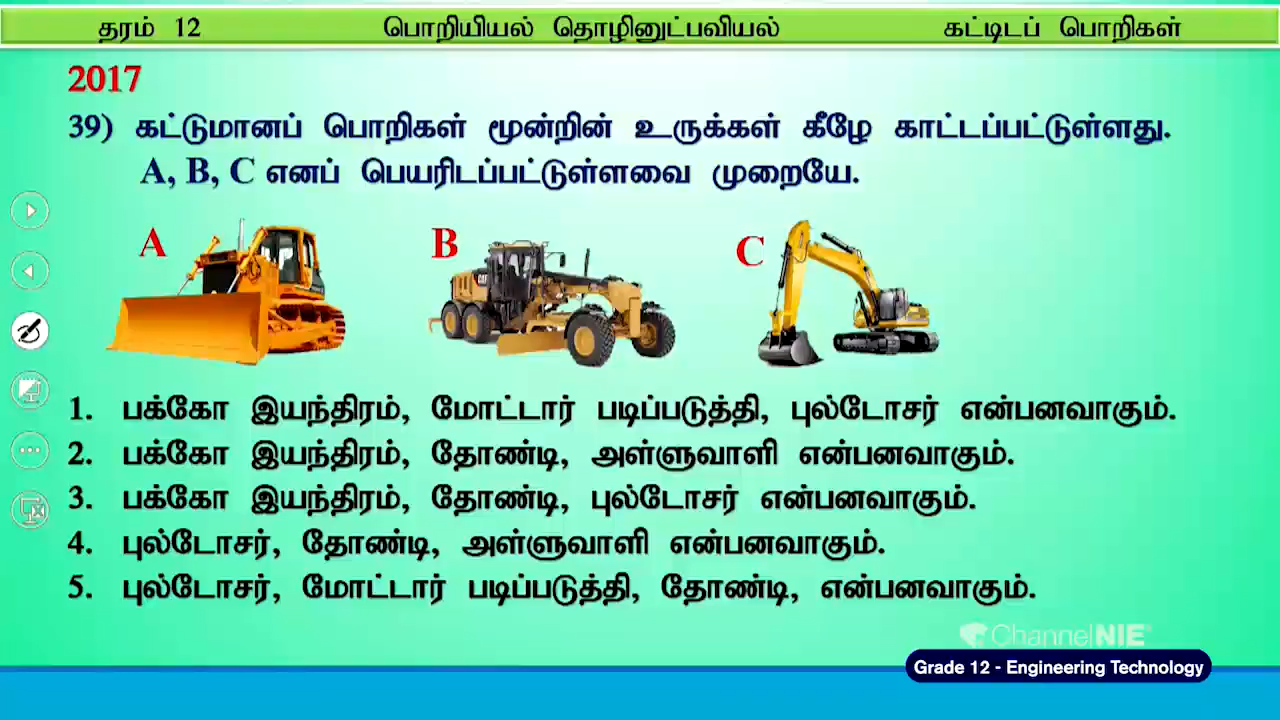 தரம் 12 பொறியியல் தொழினுட்பவியல் கட்டிடப் பொறிகள்
2017
39) கட்டுமானப் பொறிகள் மூன்றின் உருக்கள் கீழே காட்டப்பட்டுள்ளது.
A, B, C எனப் பெயரிடப்பட்டுள்ளவை முறையே.
A B C
1. பக்கோ இயந்திரம், மோட்டார் படிப்படுத்தி, புல்டோசர் என்பனவாகும்.
2. பக்கோ இயந்திரம், தோண்டி, அள்ளுவாளி என்பனவாகும்.
3. பக்கோ இயந்திரம், தோண்டி, புல்டோசர் என்பனவாகும்.
4. புல்டோசர், தோண்டி, அள்ளுவாளி என்பனவாகும்.
5. புல்டோசர், மோட்டார் படிப்படுத்தி, தோண்டி, என்பனவாகும்.
ChannelNIE
Grade 12 - Engineering Technology